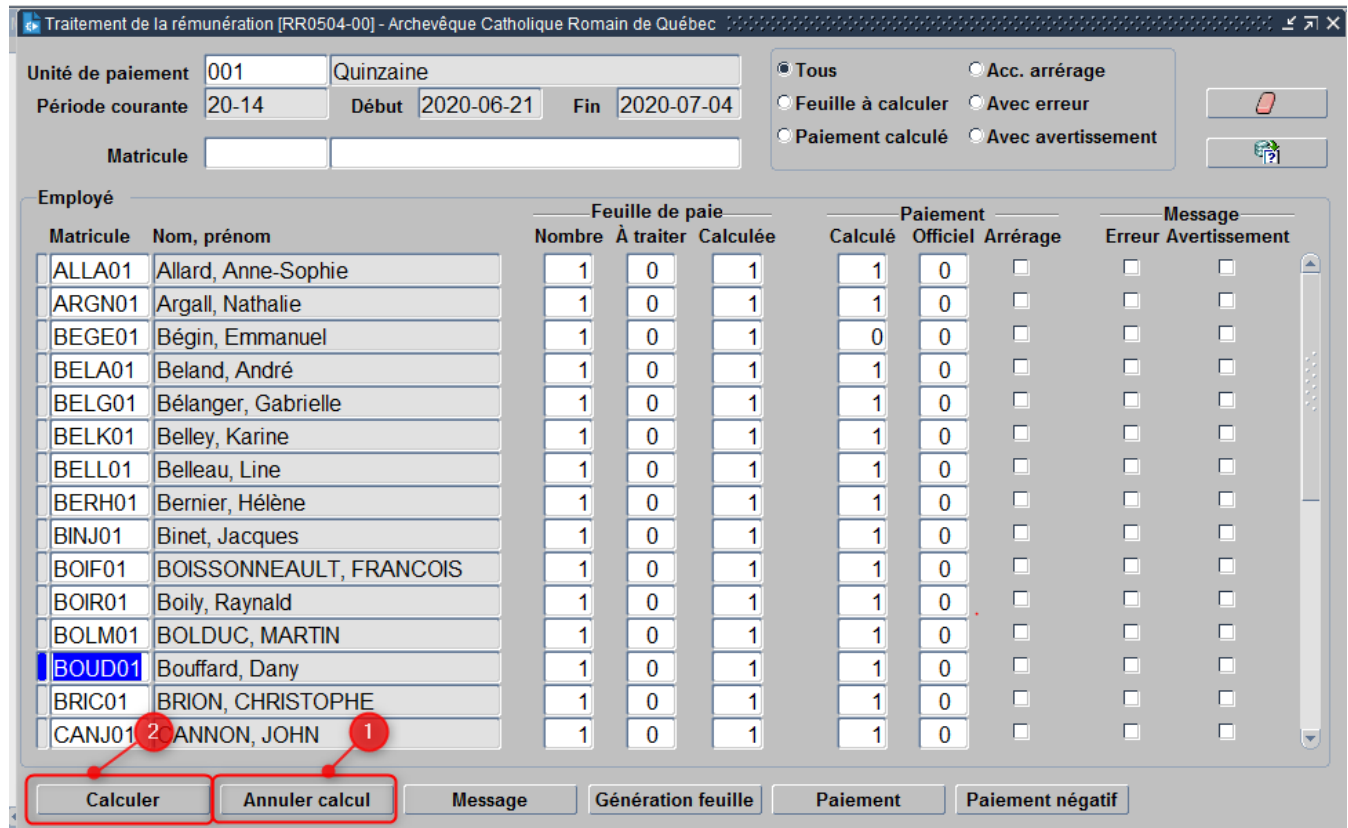 Traitement de la rémunération [RR0504-00] - Archevêque Catholique Romain de Québec
Unité de paiement 001 Quinzaine
Période courante 20-14 Début 2020-06-21 Fin 2020-07-04
Matricule
Tous Acc. arrérage
Feuille à calculer Avec erreur
Paiement calculé Avec avertissement
Employé
Feuille de paie Paiement Message
Matricule Nom, prénom Nombre À traiter Calculée Calculé Officiel Arrérage Erreur Avertissement
ALLA01 Allard, Anne-Sophie 1 0 1 1 0
ARGN01 Argall, Nathalie 1 0 1 1 0
BEGE01 Bégin, Emmanuel 1 0 1 0 0
BELA01 Beland, André 1 0 1 1 0
BELG01 Bélanger, Gabrielle 1 0 1 1 0
BELK01 Belley, Karine 1 0 1 1 0
BELL01 Belleau, Line 1 0 1 1 0
BERH01 Bernier, Hélène 1 0 1 1 0
BINJ01 Binet, Jacques 1 0 1 1 0
BOIF01 BOISSONNEAULT, FRANCOIS 1 0 1 1 0
BOIR01 Boily, Raynald 1 0 1 1 0
BOLM01 BOLDUC, MARTIN 1 0 1 1 0
BOUD01 Bouffard, Dany 1 0 1 1 0
BRIC01 BRION, CHRISTOPHE 1 0 1 1 0
CANJ01 CANNON, JOHN 1 0 1 1 0
2 1
Calculer Annuler calcul Message Génération feuille Paiement Paiement négatif